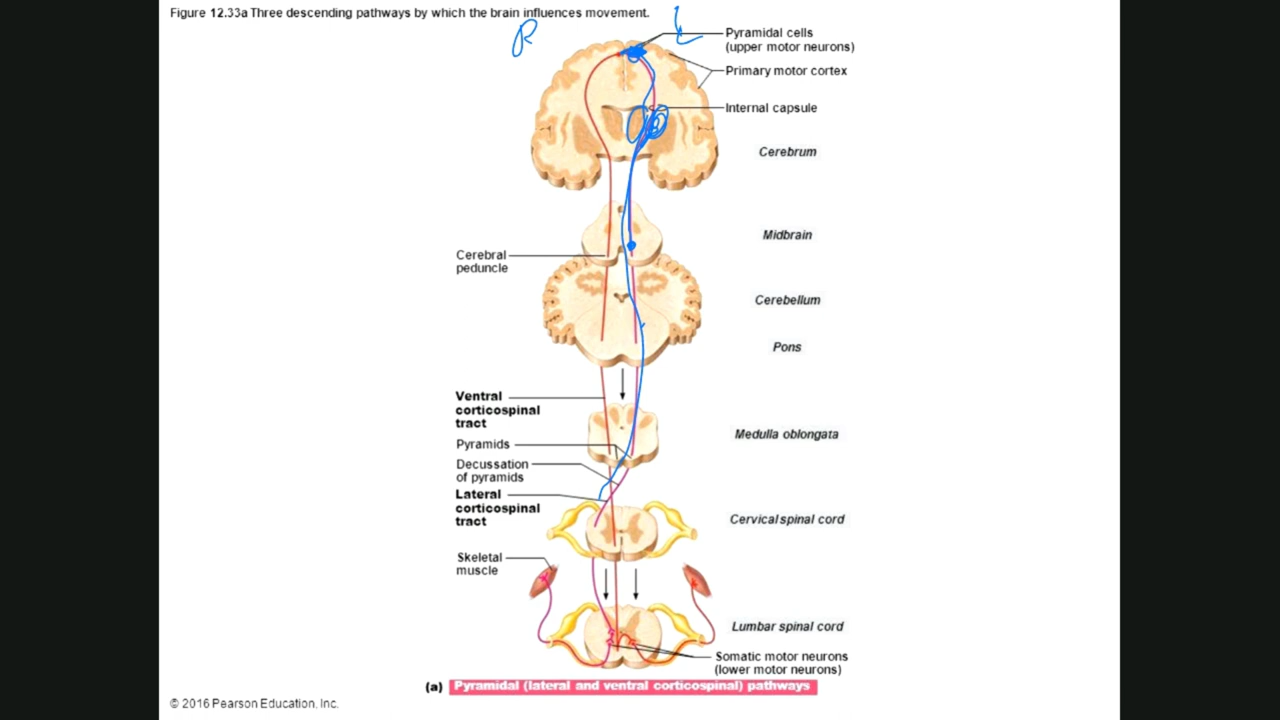 Figure 12.33a Three descending pathways by which the brain influences movement.
R
L
Pyramidal cells
(upper motor neurons)
Primary motor cortex
Internal capsule
Cerebrum
Midbrain
Cerebral
peduncle
Cerebellum
Pons
Ventral
corticospinal
tract
Medulla oblongata
Pyramids
Decussation
of pyramids
Lateral
corticospinal
tract
Cervical spinal cord
Skeletal
muscle
Lumbar spinal cord
Somatic motor neurons
(lower motor neurons)
(a) Pyramidal (lateral and ventral corticospinal) pathways
© 2016 Pearson Education, Inc.